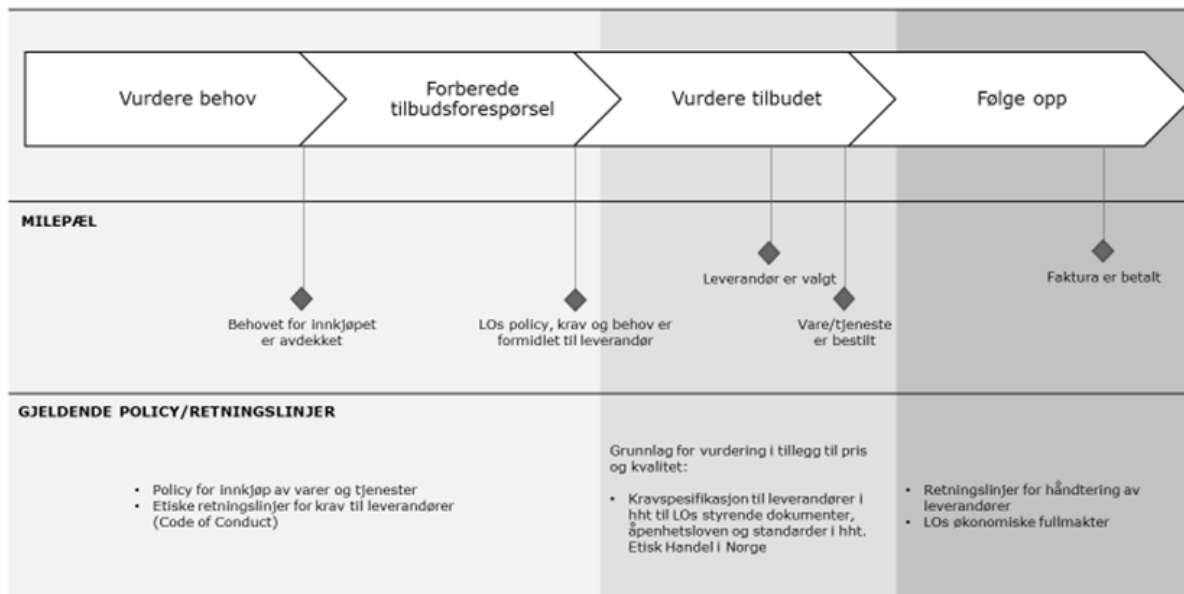 Vurdere behov
Forberede
tilbudsforespørsel
Vurdere tilbudet
Følge opp
MILEPÆL
Behovet for innkjøpet
er avdekket
LOs policy, krav og behov er
formidlet til leverandør
Leverandør er valgt
Vare/tjeneste
er bestilt
Faktura er betalt
GJELDENDE POLICY/RETNINGSLINJER
• Policy for innkjøp av varer og tjenester
• Etiske retningslinjer for krav til leverandører
(Code of Conduct)
Grunnlag for vurdering i tillegg til pris
og kvalitet:
• Kravspesifikasjon til leverandører i
hht til LOs styrende dokumenter,
åpenhetsloven og standarder i hht.
Etisk Handel i Norge
• Retningslinjer for håndtering av
leverandører
• LOs økonomiske fullmakter